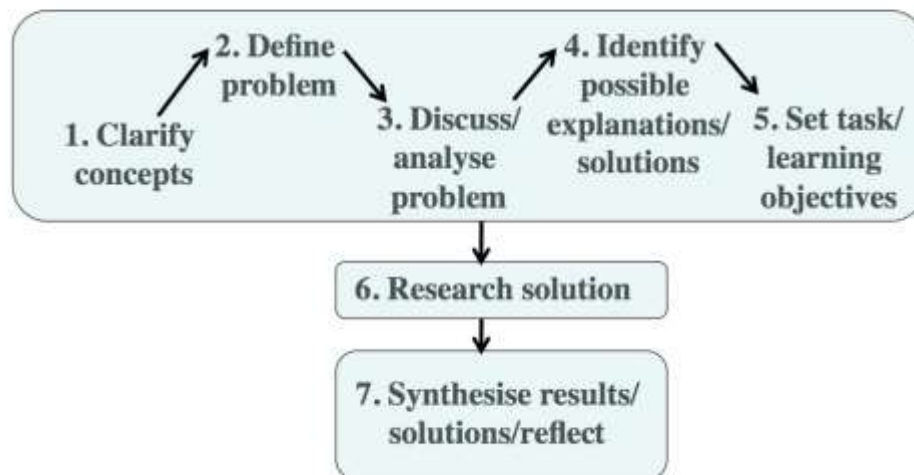 1. Clarify
concepts
2. Define
problem
3. Discuss/
analyse
problem
4. Identify
possible
explanations/
solutions
5. Set task/
learning
objectives
6. Research solution
7. Synthesise results/
solutions/reflect